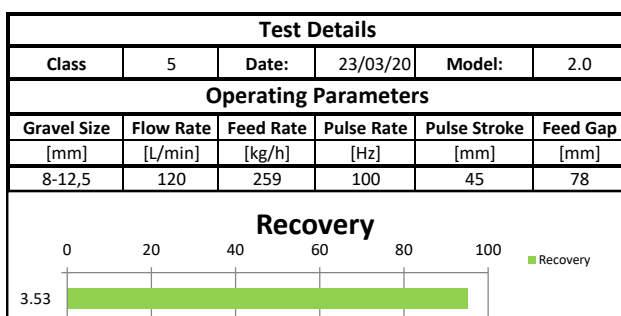 Test Details
Class 5 Date: 23/03/20 Model: 2.0
Operating Parameters
Gravel Size Flow Rate Feed Rate Pulse Rate Pulse Stroke Feed Gap
[mm] [L/min] [kg/h] [Hz] [mm] [mm]
8-12,5 120 259 100 45 78
Recovery
0 20 40 60 80 100
Recovery
3.53